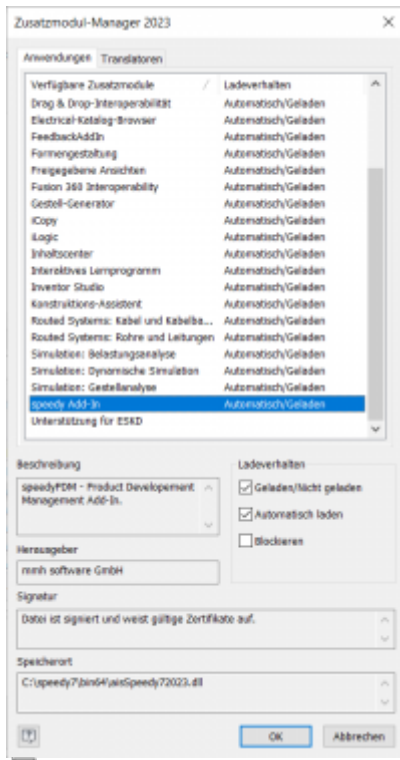 Zusatzmodul-Manager 2023
Anwendungen Translatoren
Verfügbare Zusatzmodule / Ladeverhalten
Drag & Drop-Interoperabilität Automatisch/Geladen
Electrical-Katalog-Browser Automatisch/Geladen
FeedbackAddIn Automatisch/Geladen
Formengestaltung Automatisch/Geladen
Freigegebene Ansichten Automatisch/Geladen
Fusion 360 Interoperability Automatisch/Geladen
Gestell-Generator Automatisch/Geladen
iCopy Automatisch/Geladen
iLogic Automatisch/Geladen
Inhaltscenter Automatisch/Geladen
Interaktives Lernprogramm Automatisch/Geladen
Inventor Studio Automatisch/Geladen
Konstruktions-Assistent Automatisch/Geladen
Routed Systems: Kabel und Kabelba... Automatisch/Geladen
Routed Systems: Rohre und Leitungen Automatisch/Geladen
Simulation: Belastungsanalyse Automatisch/Geladen
Simulation: Dynamische Simulation Automatisch/Geladen
Simulation: Gestellanalyse Automatisch/Geladen
speedy Add-In Automatisch/Geladen
Unterstützung für ESKD
Beschreibung
speedyPDM - Product Developement
Management Add-In.
Ladeverhalten
Geladen/Nicht geladen
Automatisch laden
Blockieren
Herausgeber
mmh software GmbH
Signatur
Datei ist signiert und weist gültige Zertifikate auf.
Speicherort
C:\speedy7\bin64\aisSpeedy72023.dll
OK Abbrechen